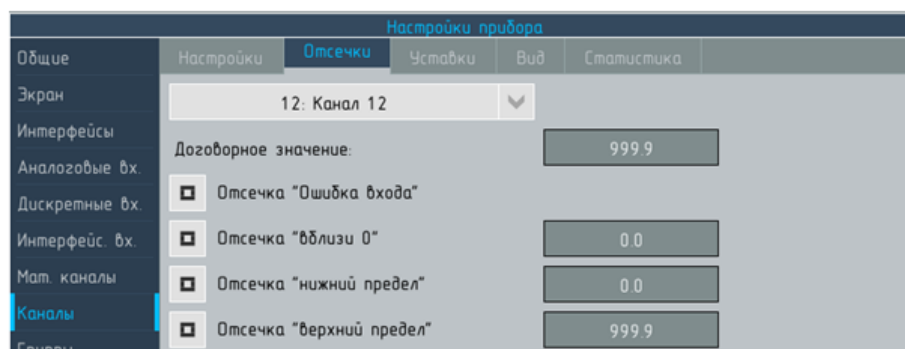 Настройки прибора
Общие
Настройки Отсечки Уставки Вид Статистика
Экран
12: Канал 12
Интерфейсы
Договорное значение: 999.9
Аналоговые вх.
Отсечка "Ошибка входа"
Дискретные вх.
Интерфейс. вх.
Отсечка "вблизи 0" 0.0
Мат. каналы
Отсечка "нижний предел" 0.0
Каналы
Отсечка "верхний предел" 999.9